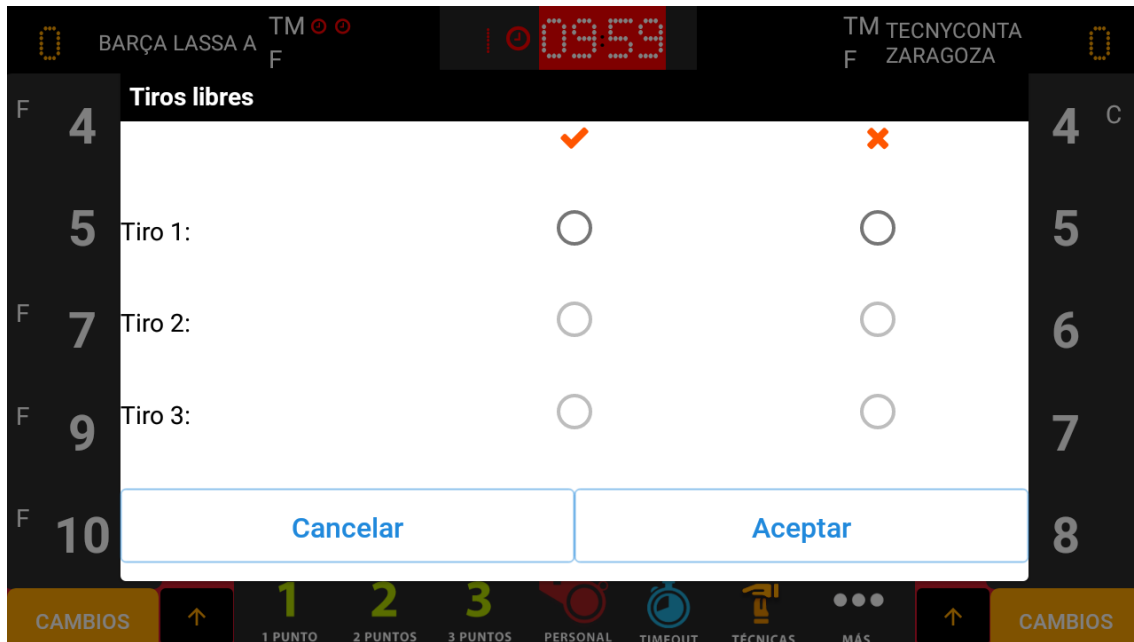 0 BARÇA LASSA A TM F 1 09:59 TM F TECNYCONTA ZARAGOZA 0
Tiros libres
F 4 4 C
5 Tiro 1: 5
F 7 Tiro 2: 6
F 9 Tiro 3: 7
F 10 Cancelar Aceptar 8
CAMBIOS 1 2 3 CAMBIOS
1 PUNTO 2 PUNTOS 3 PUNTOS PERSONAL TIMEOUT TÉCNICAS MÁS